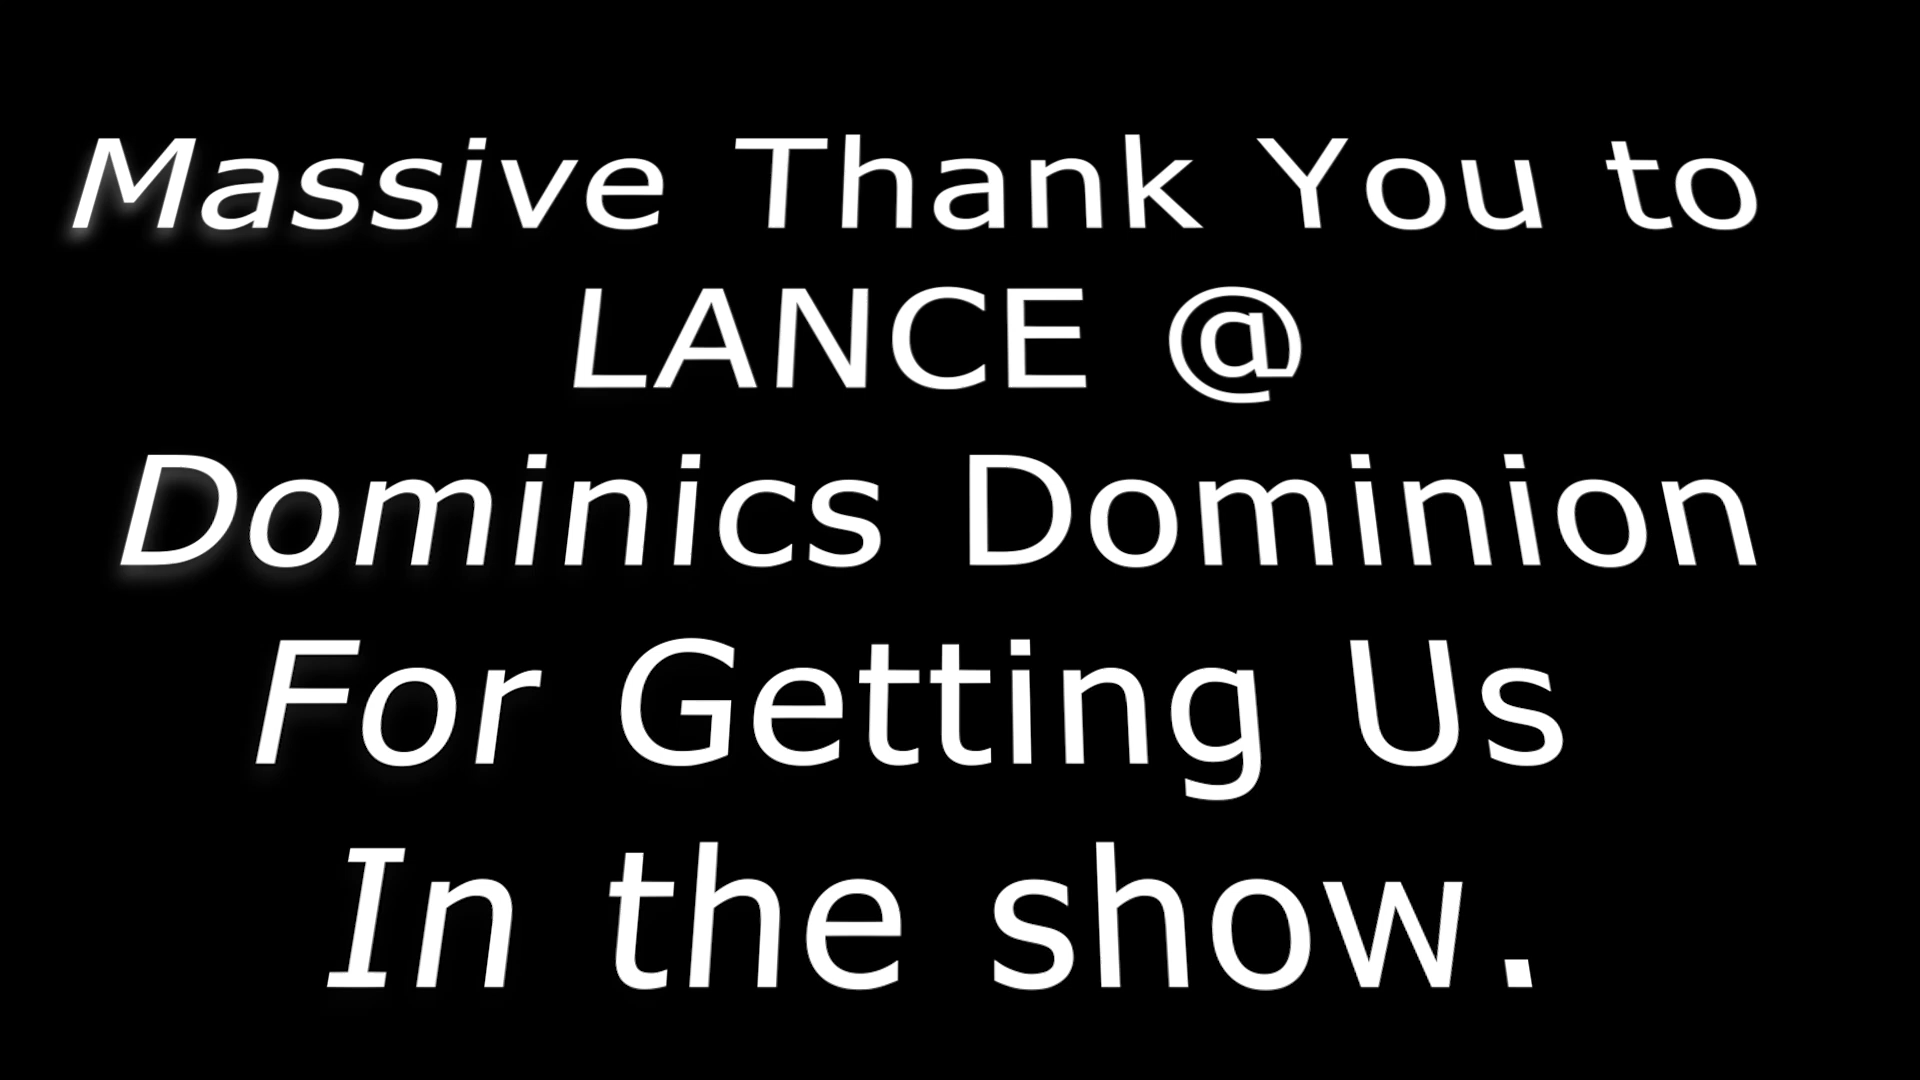 Massive Thank You to
LANCE @
Dominics Dominion
For Getting Us
In the show.